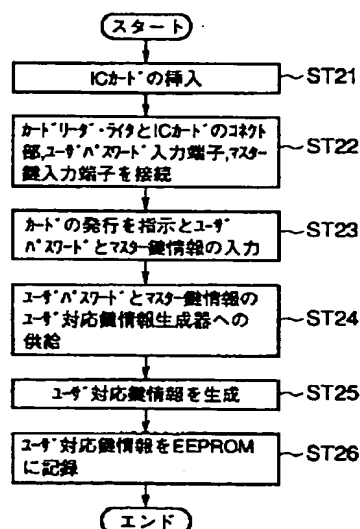 スタート
ICカードの挿入
ST21
カードリーダ・ライタとICカードのコネクト
部,ユーザパスワード入力端子,マスター
鍵入力端子を接続
ST22
カードの発行を指示とユーザ
パスワードとマスター鍵情報の入力
ST23
ユーザパスワードとマスター鍵情報の
ユーザ対応鍵情報生成器への
供給
ST24
ユーザ対応鍵情報を生成
ST25
ユーザ対応鍵情報をEEPROM
に記録
ST26
エンド